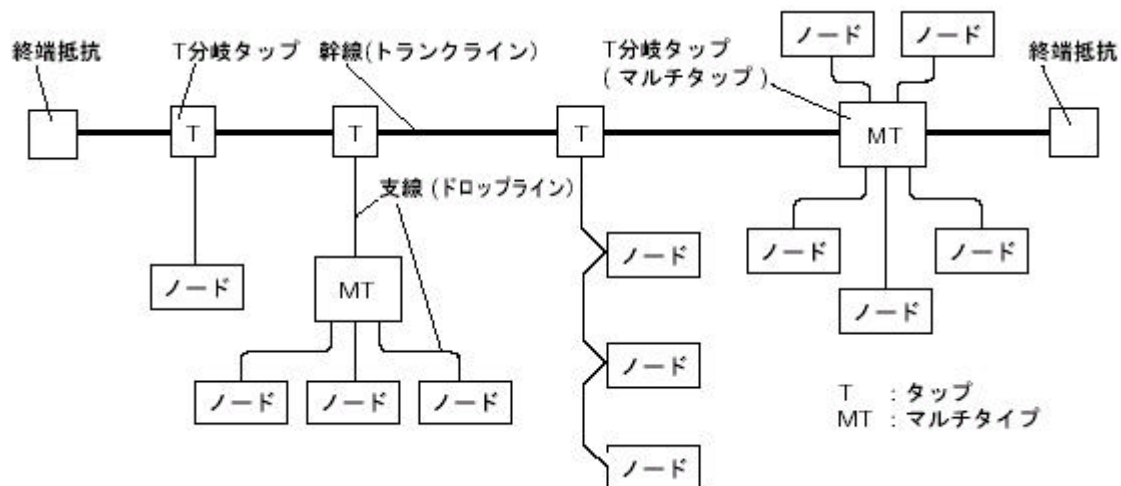 終端抵抗
T分岐タップ
幹線(トランクライン)
T分岐タップ
(マルチタップ)
ノード
ノード
終端抵抗
T
T
T
MT
支線(ドロップライン)
ノード
ノード
ノード
ノード
MT
ノード
ノード
ノード
ノード
ノード
T : タップ
MT : マルチタイプ
ノード